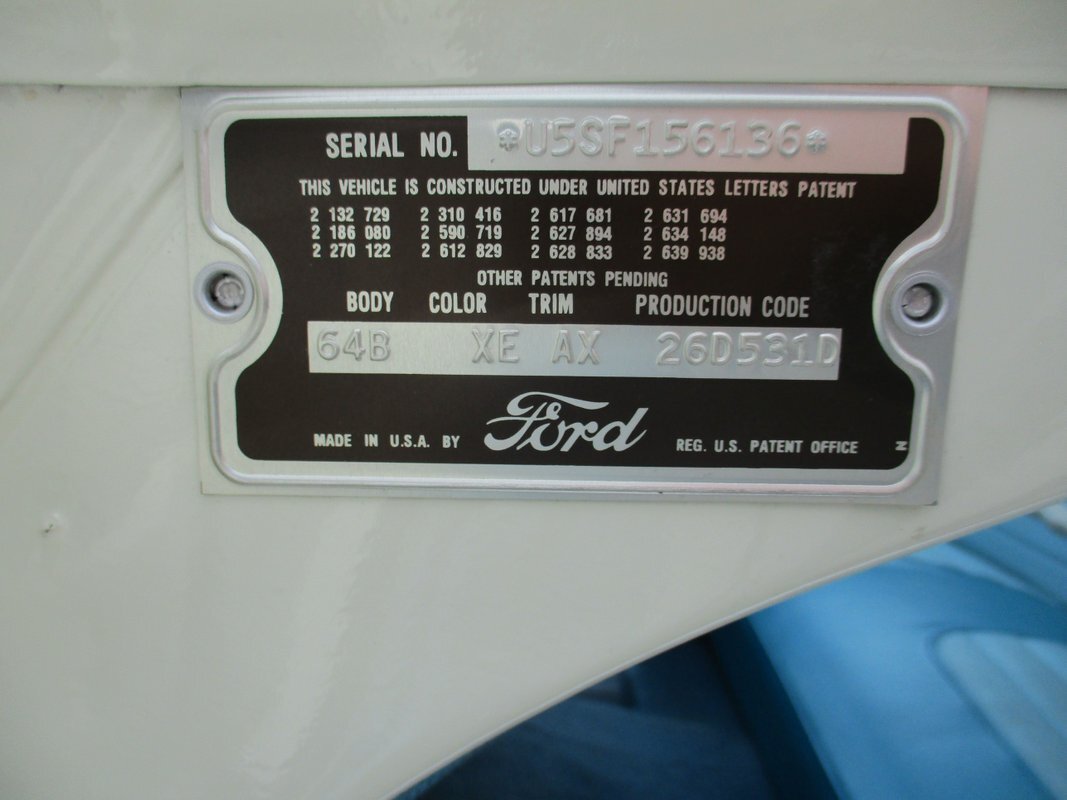 SERIAL NO. *U5SF156136*
THIS VEHICLE IS CONSTRUCTED UNDER UNITED STATES LETTERS PATENT
2 132 729 2 310 416 2 617 681 2 631 694
2 186 080 2 590 719 2 627 894 2 634 148
2 270 122 2 612 829 2 628 833 2 639 938
OTHER PATENTS PENDING
BODY COLOR TRIM PRODUCTION CODE
64B XE AX 26D531D
MADE IN U.S.A. BY Ford REG. U.S. PATENT OFFICE N